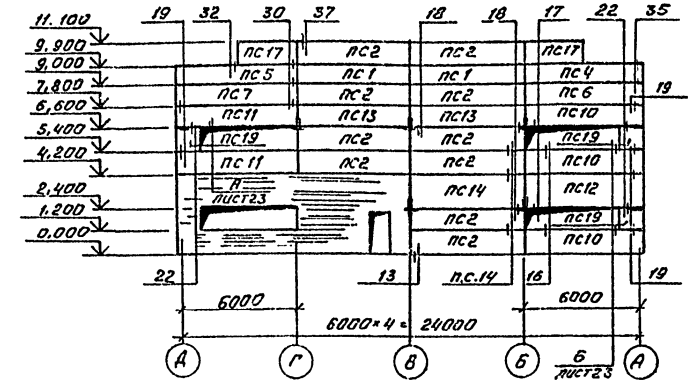 11.100 19 32 30 37 18 18 17 22 35
9,900 ПС17 ПС2 ПС2 ПС17
9,000 ПС5 ПС1 ПС1 ПС4
7,800 ПС7 ПС2 ПС2 ПС6 19
6,600 ПС11 ПС13 ПС13 ПС10
5,400 ПС19 ПС2 ПС2 ПС19
4,200 ПС11 ПС2 ПС2 ПС10
А ПС14 ПС12
2,400 ЛИСТ23
1.200 ПС2 ПС19
0,000 ПС2 ПС10
22 13 П.С.14 16 19
6000 6000
6000×4 = 24000
Д Г В Б А
6
ЛИСТ23